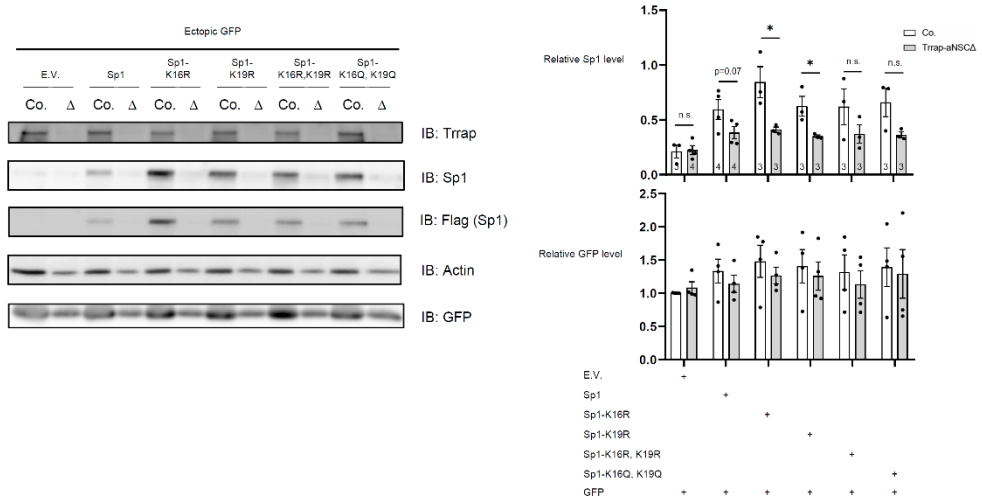 Ectopic GFP
E.V.
Sp1
Sp1-
K16R
Sp1-
K19R
Sp1-
K16R,K19R
Sp1-
K16Q, K19Q
Co. Δ Co. Δ Co. Δ Co. Δ Co. Δ Co. Δ
IB: Trrap
IB: Sp1
IB: Flag (Sp1)
IB: Actin
IB: GFP
Relative Sp1 level
1.5
1.0
0.5
0.0
n.s.
p=0,07
*
*
n.s.
n.s.
3 4 4 4 3 3 3 3 3 3 3 3
Co.
Trrap-aNSCΔ
Relative GFP level
2.5
2.0
1.5
1.0
0.5
0.0
E.V. +
Sp1 +
Sp1-K16R +
Sp1-K19R +
Sp1-K16R, K19R +
Sp1-K16Q, K19Q +
GFP + + + + + +